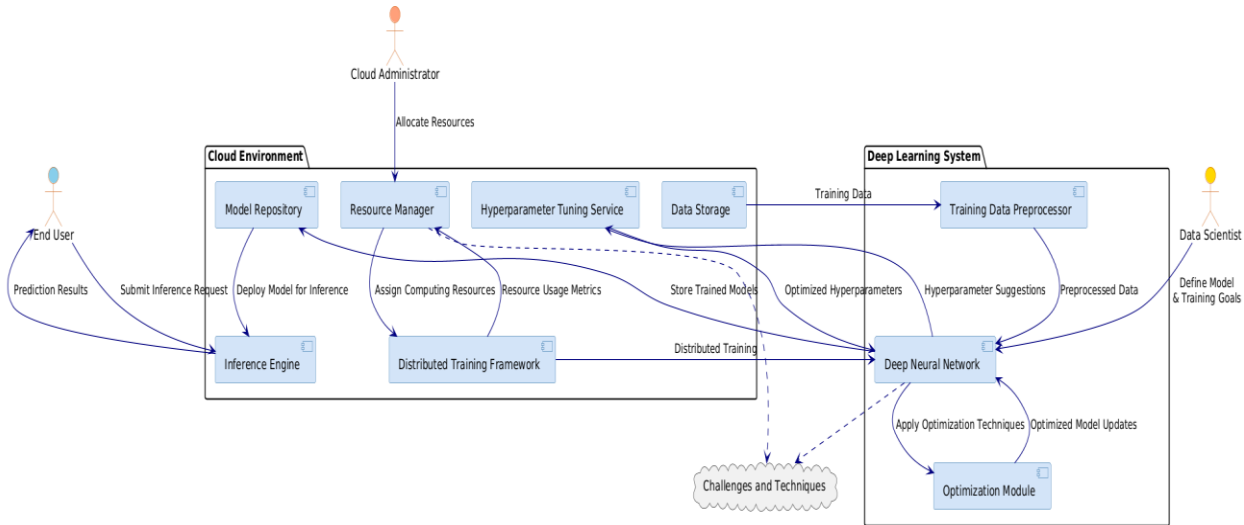 Cloud Administrator
Allocate Resources
Cloud Environment
Deep Learning System
Model Repository
Resource Manager
Hyperparameter Tuning Service
Data Storage
Training Data
Training Data Preprocessor
End User
Data Scientist
Prediction Results
Submit Inference Request
Deploy Model for Inference
Assign Computing Resources
Resource Usage Metrics
Store Trained Models
Optimized Hyperparameters
Hyperparameter Suggestions
Preprocessed Data
Define Model
& Training Goals
Distributed Training
Inference Engine
Distributed Training Framework
Deep Neural Network
Apply Optimization Techniques
Optimized Model Updates
Challenges and Techniques
Optimization Module